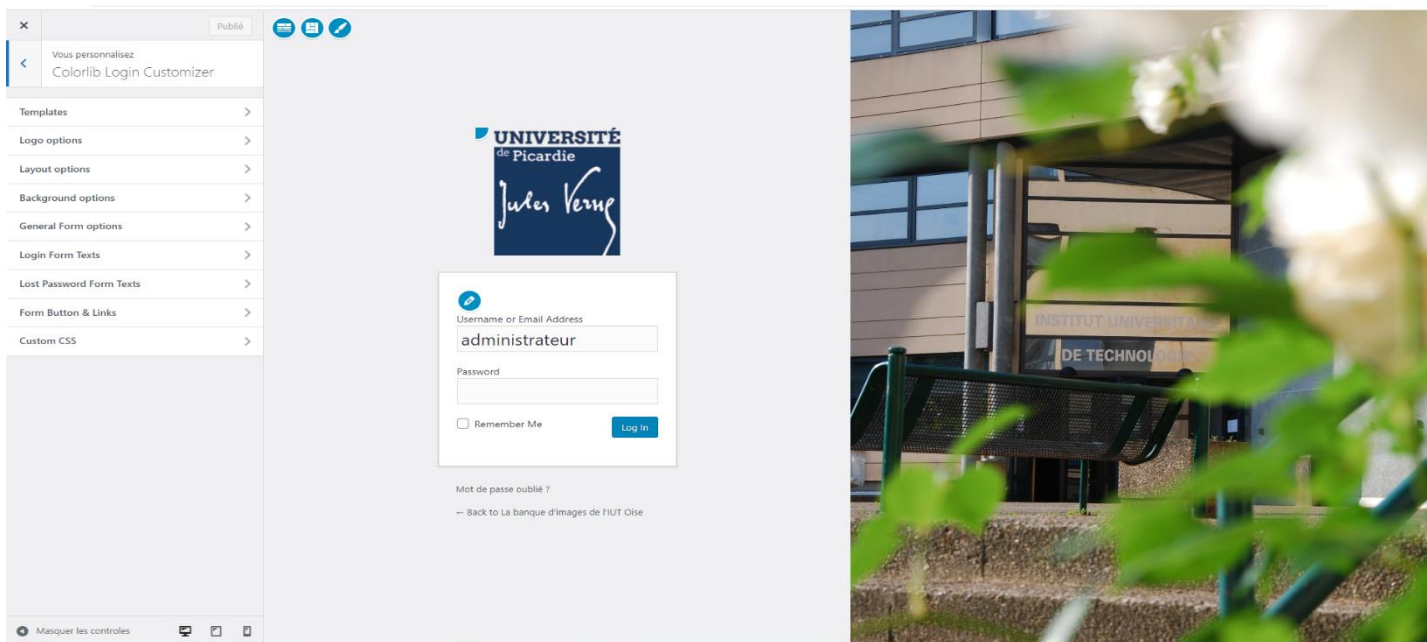 Publié
Vous personnalisez
Colorlib Login Customizer
Templates
Logo options
Layout options
Background options
General Form options
Login Form Texts
Lost Password Form Texts
Form Button & Links
Custom CSS
Masquer les controles
UNIVERSITÉ
de Picardie
Jules Verne
Username or Email Address
administrateur
Password
Remember Me
Log In
Mot de passe oublié ?
← Back to La banque d'images de l'IUT Oise
INSTITUT UNIVERSITA
DE TECHNOLO